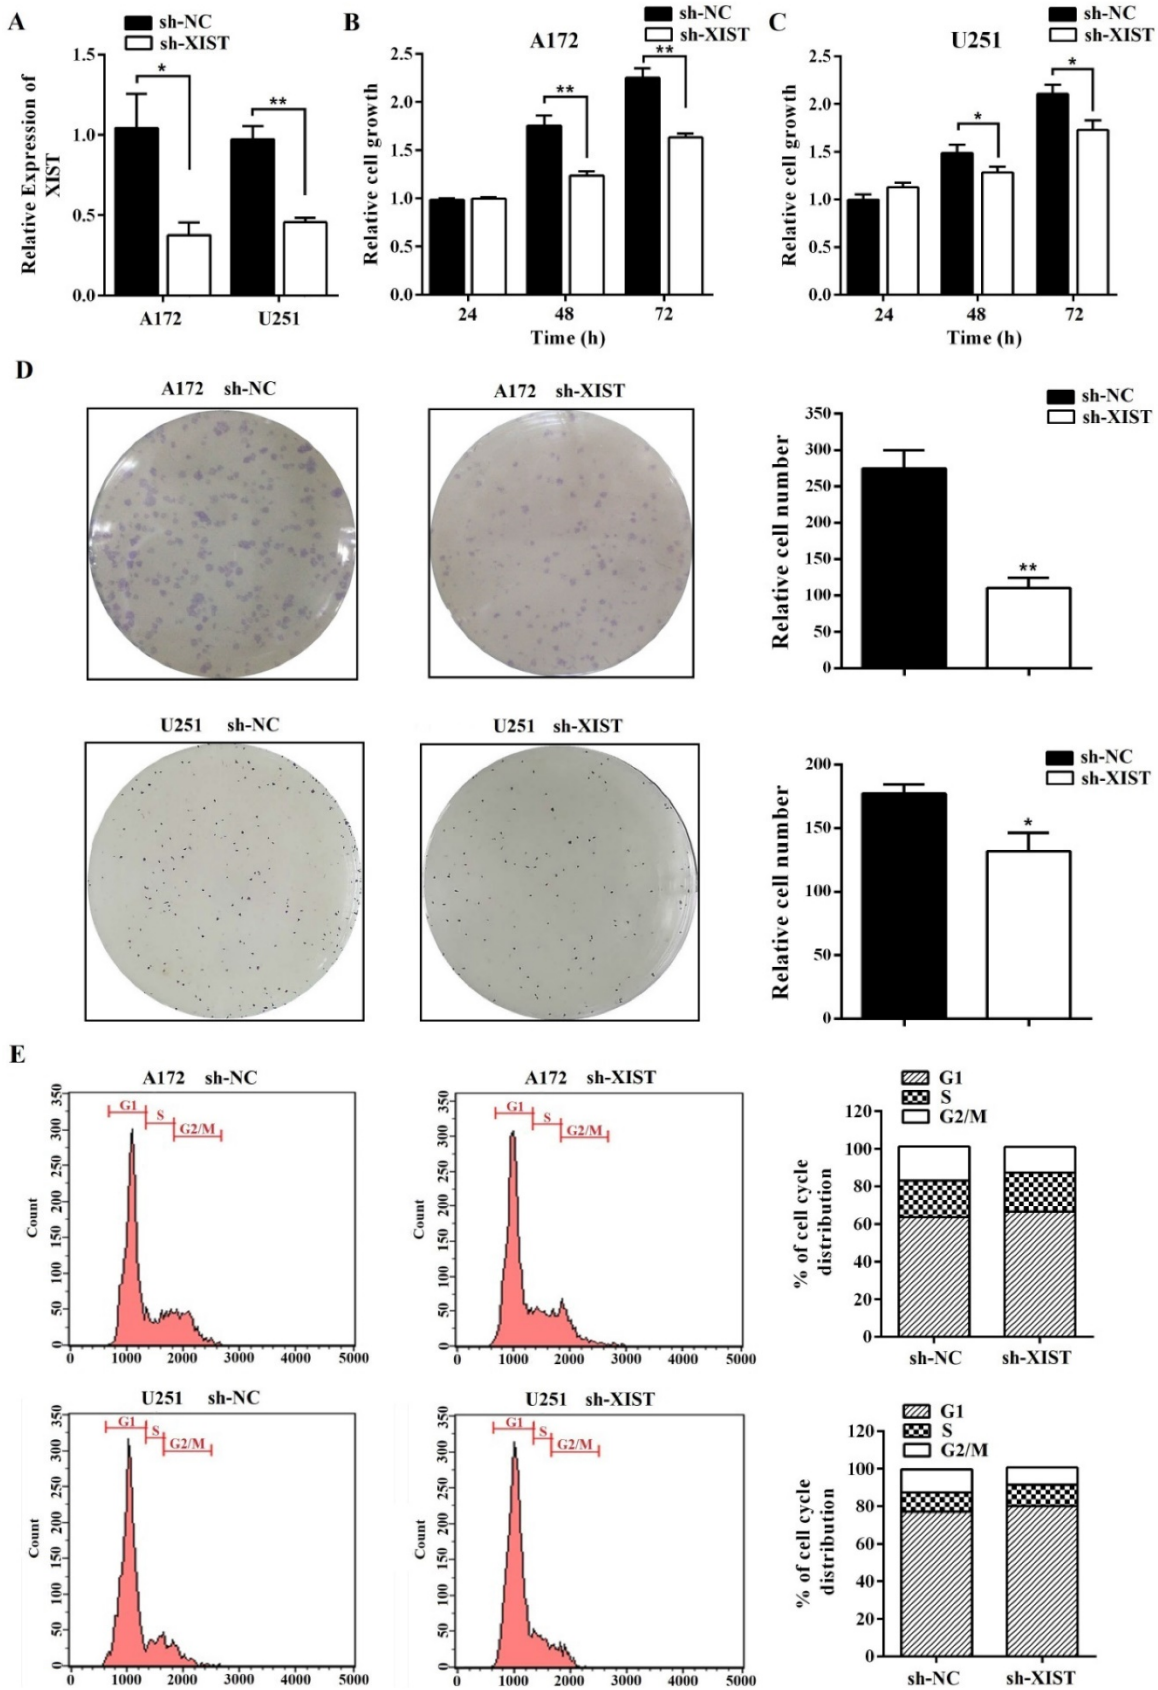 A
sh-NC
sh-XIST
Relative Expression of
XIST
1.5
1.0
0.5
0.0
*
**
A172
U251
B
A172
sh-NC
sh-XIST
Relative cell growth
2.5
2.0
1.5
1.0
0.5
0.0
**
**
24 48 72
Time (h)
C
U251
sh-NC
sh-XIST
Relative cell growth
2.5
2.0
1.5
1.0
0.5
0.0
*
*
24 48 72
Time (h)
D
A172 sh-NC
A172 sh-XIST
sh-NC
sh-XIST
Relative cell number
350
300
250
200
150
100
50
0
**
U251 sh-NC
U251 sh-XIST
sh-NC
sh-XIST
Relative cell number
200
150
100
50
0
*
E
A172 sh-NC
Count
350
300
250
200
150
100
50
0
G1
S
G2/M
0 1000 2000 3000 4000 5000
A172 sh-XIST
Count
350
300
250
200
150
100
50
0
G1
S
G2/M
0 1000 2000 3000 4000 5000
G1
S
G2/M
% of cell cycle
distribution
120
100
80
60
40
20
0
sh-NC sh-XIST
U251 sh-NC
Count
350
300
250
200
150
100
50
0
G1
S
G2/M
0 1000 2000 3000 4000 5000
U251 sh-XIST
Count
350
300
250
200
150
100
50
0
G1
S
G2/M
0 1000 2000 3000 4000 5000
G1
S
G2/M
% of cell cycle
distribution
120
100
80
60
40
20
0
sh-NC sh-XIST